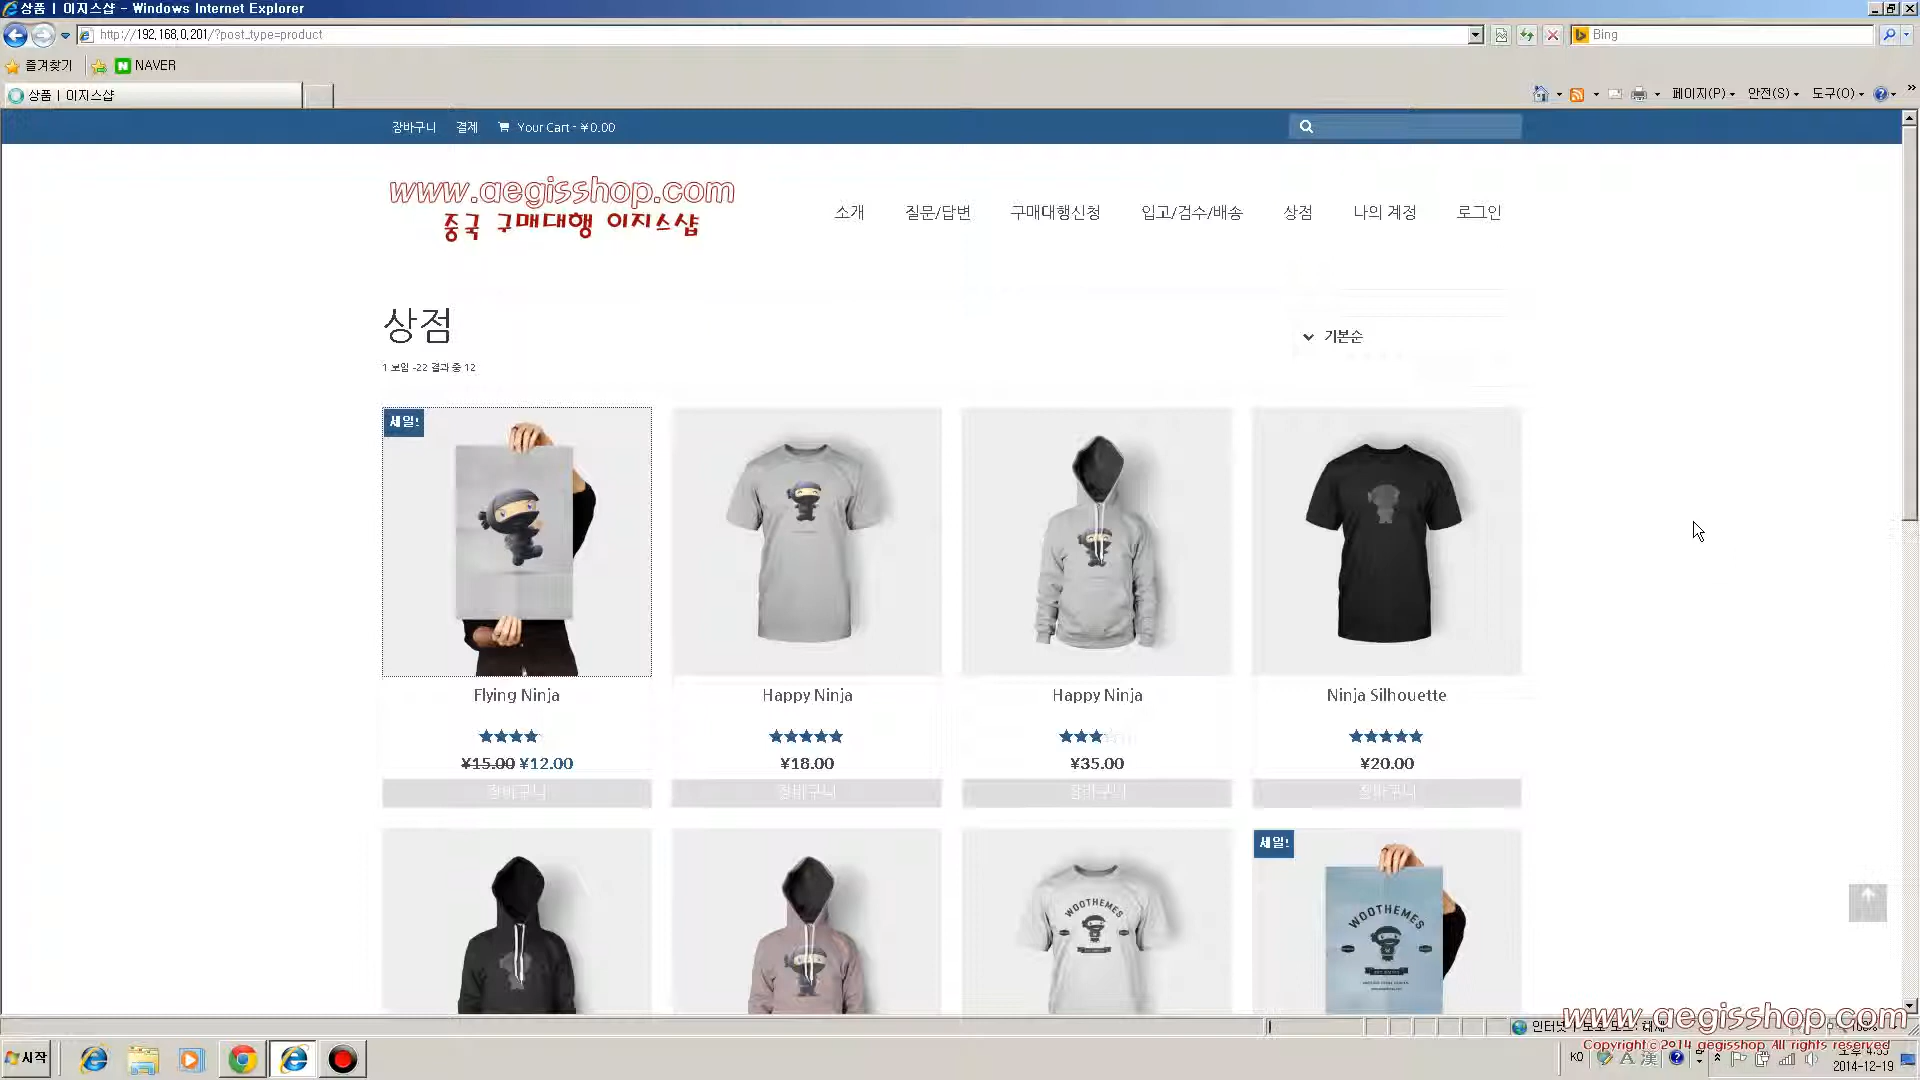 상품 | 이지스샵 - Windows Internet Explorer
http://192.168.0.201/?post_type=product
Bing
즐겨찾기
NAVER
상품 | 이지스샵
페이지(P)
안전(S)
도구(O)
장바구니
결제
Your Cart - ¥0.00
www.aegisshop.com
중국 구매대행 이지스샵
소개
질문/답변
구매대행신청
입고/검수/배송
상점
나의 계정
로그인
상점
기본순
1 보임 -22 결과 중 12
세일!
Flying Ninja
¥15.00 ¥12.00
장바구니
Happy Ninja
¥18.00
장바구니
Happy Ninja
¥35.00
장바구니
Ninja Silhouette
¥20.00
장바구니
WOOTHEMES
세일!
WOOTHEMES
인터넷 | 보호 모드: 해제
www.aegisshop.com
Copyright c 2014 aegisshop All rights reserved
시작
KO
A 漢
2014-12-19